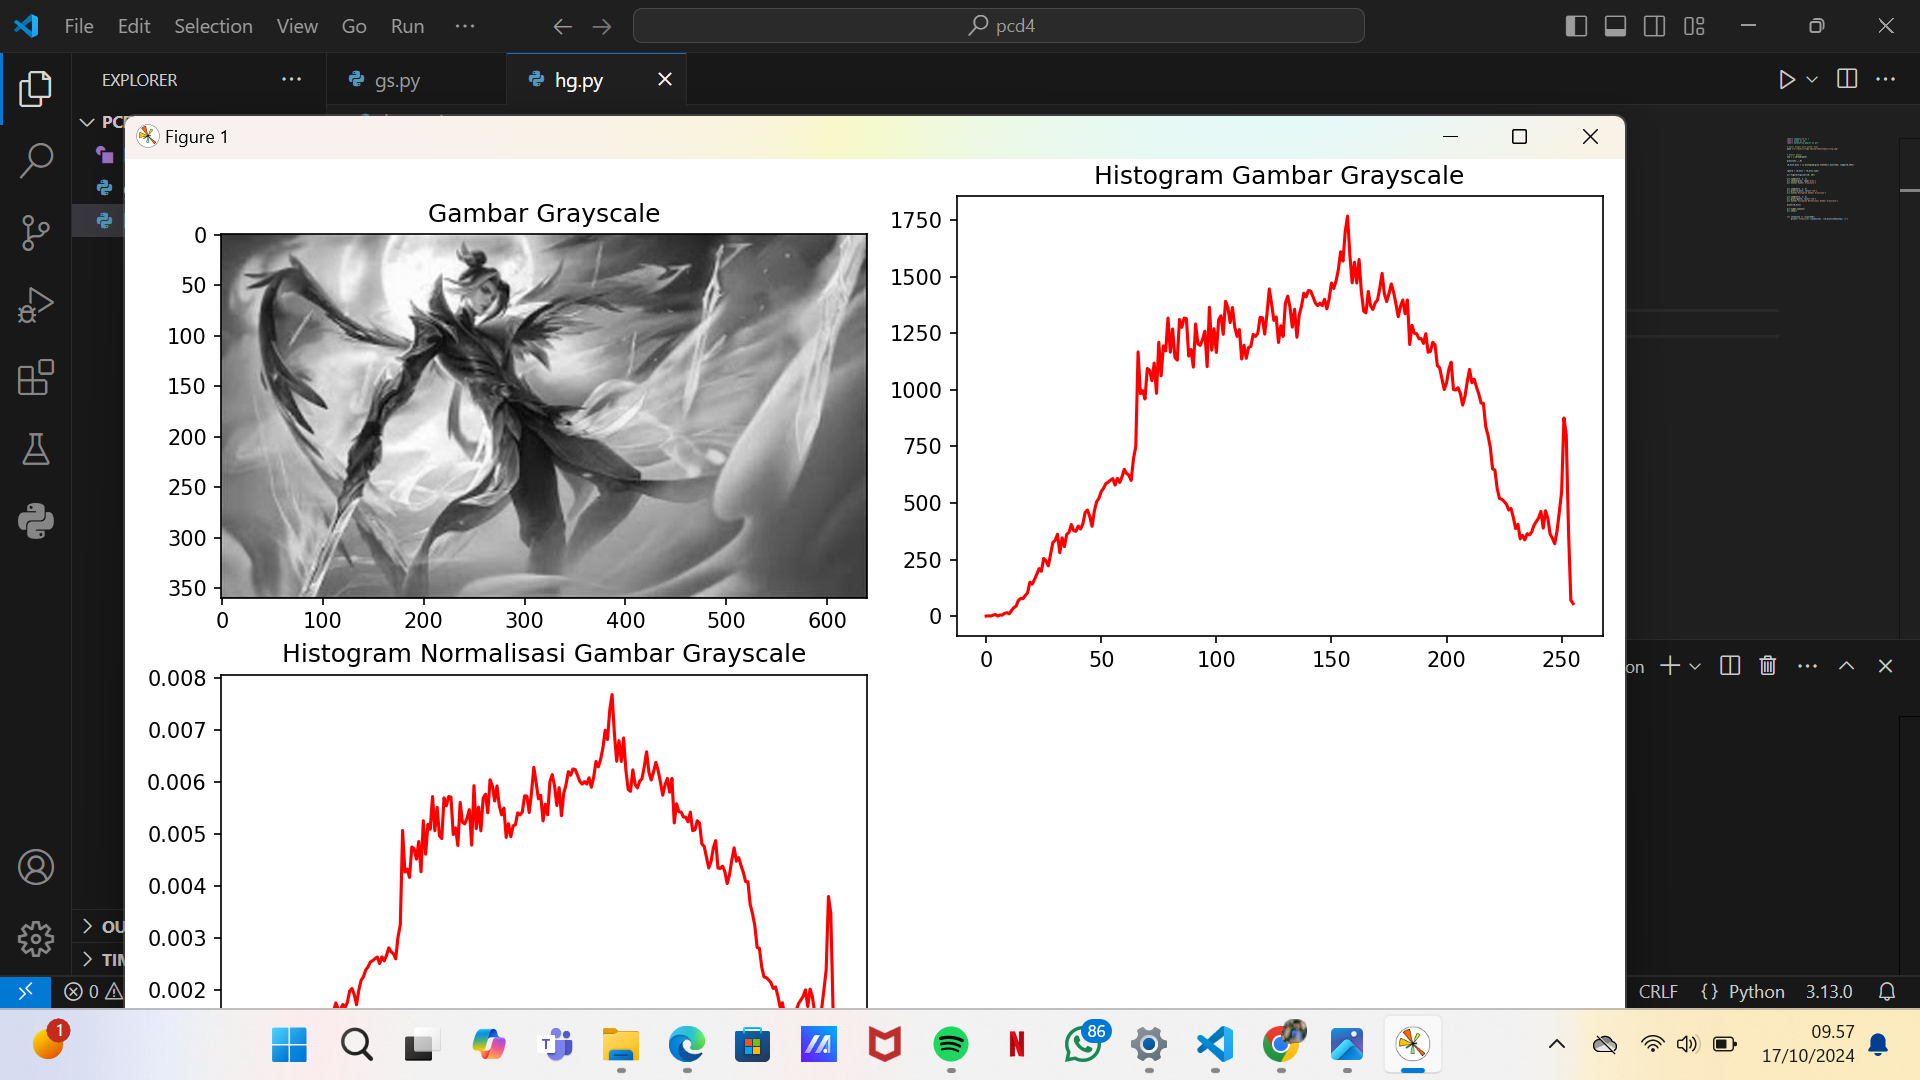 File Edit Selection View Go Run ··· pcd4
EXPLORER ··· gs.py hg.py
PC
Figure 1
Gambar Grayscale
0
50
100
150
200
250
300
350
0 100 200 300 400 500 600
Histogram Gambar Grayscale
1750
1500
1250
1000
750
500
250
0
0 50 100 150 200 250
Histogram Normalisasi Gambar Grayscale
0.008
0.007
0.006
0.005
0.004
0.003
0.002
on
OU
TIM
0
CRLF {} Python 3.13.0
1
86
09.57
17/10/2024